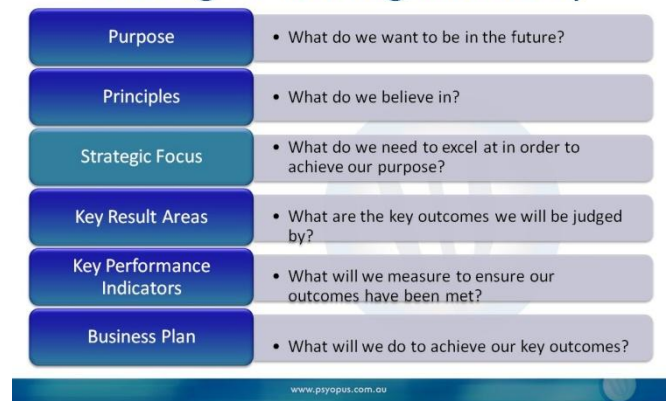 Purpose
• What do we want to be in the future?
Principles
• What do we believe in?
Strategic Focus
• What do we need to excel at in order to
achieve our purpose?
Key Result Areas
• What are the key outcomes we will be judged
by?
Key Performance
Indicators
• What will we measure to ensure our
outcomes have been met?
Business Plan
• What will we do to achieve our key outcomes?
www.psyopus.com.au